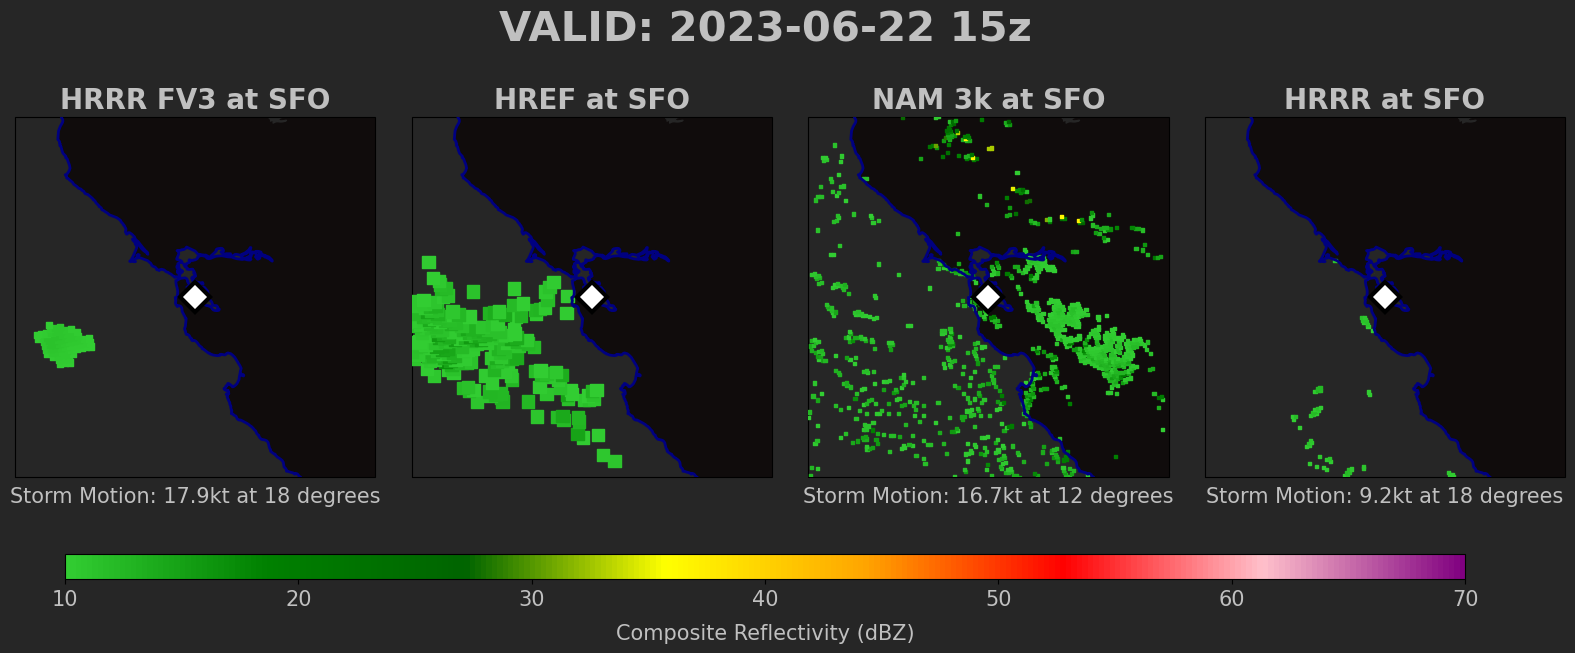 VALID: 2023-06-22 15z
HRRR FV3 at SFO
HREF at SFO
NAM 3k at SFO
HRRR at SFO
Storm Motion: 17.9kt at 18 degrees
Storm Motion: 16.7kt at 12 degrees
Storm Motion: 9.2kt at 18 degrees
10 20 30 40 50 60 70
Composite Reflectivity (dBZ)